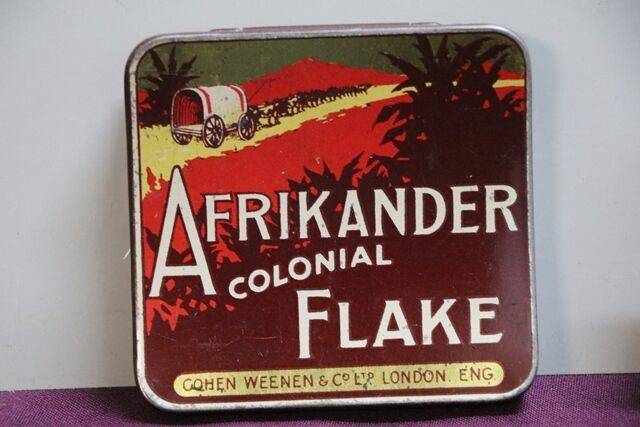 AFRIKANDER
COLONIAL
FLAKE
COHEN WEENEN & CO LTD LONDON. ENG